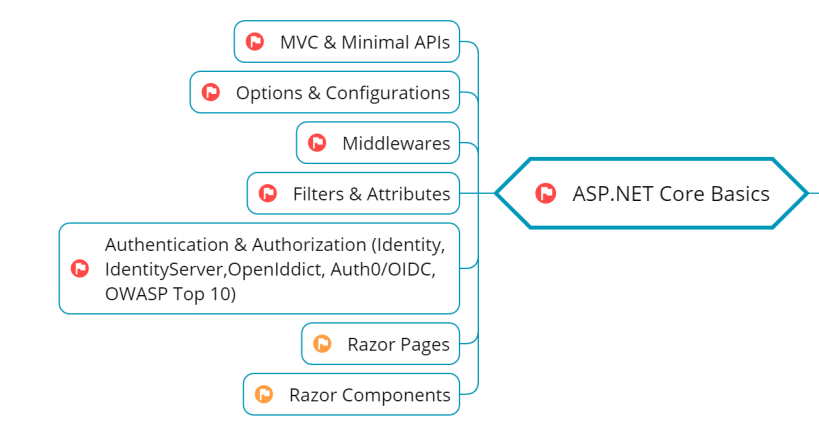 MVC & Minimal APIs
Options & Configurations
Middlewares
Filters & Attributes
ASP.NET Core Basics
Authentication & Authorization (Identity,
IdentityServer,OpenIddict, Auth0/OIDC,
OWASP Top 10)
Razor Pages
Razor Components